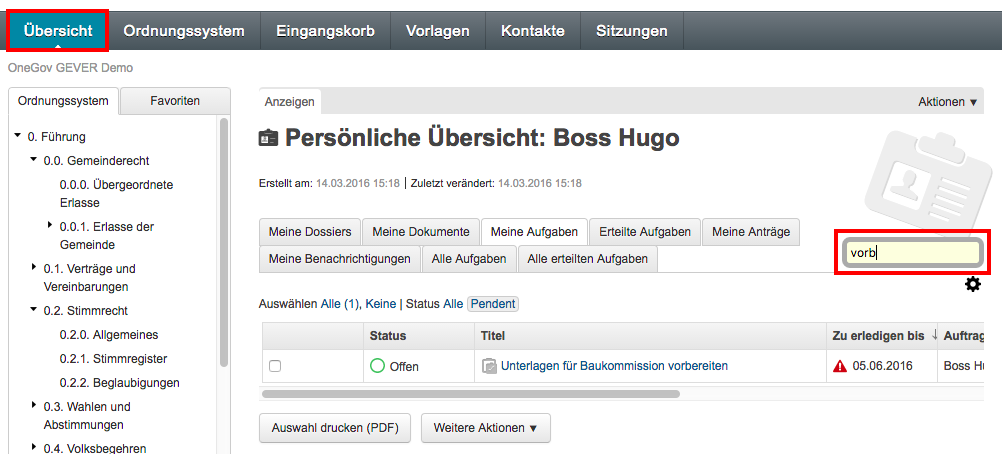 Übersicht Ordnungssystem Eingangskorb Vorlagen Kontakte Sitzungen
OneGov GEVER Demo
Ordnungssystem Favoriten
0. Führung
0.0. Gemeinderecht
0.0.0. Übergeordnete
Erlasse
0.0.1. Erlasse der
Gemeinde
0.1. Verträge und
Vereinbarungen
0.2. Stimmrecht
0.2.0. Allgemeines
0.2.1. Stimmregister
0.2.2. Beglaubigungen
0.3. Wahlen und
Abstimmungen
0.4. Volksbegehren
Anzeigen Aktionen ▼
Persönliche Übersicht: Boss Hugo
Erstellt am: 14.03.2016 15:18 | Zuletzt verändert: 14.03.2016 15:18
Meine Dossiers Meine Dokumente Meine Aufgaben Erteilte Aufgaben Meine Anträge
Meine Benachrichtigungen Alle Aufgaben Alle erteilten Aufgaben
vorb
Auswählen Alle (1), Keine | Status Alle Pendent
Status Titel Zu erledigen bis ↓ Auftrag
Offen Unterlagen für Baukommission vorbereiten 05.06.2016 Boss Hu
Auswahl drucken (PDF) Weitere Aktionen ▼